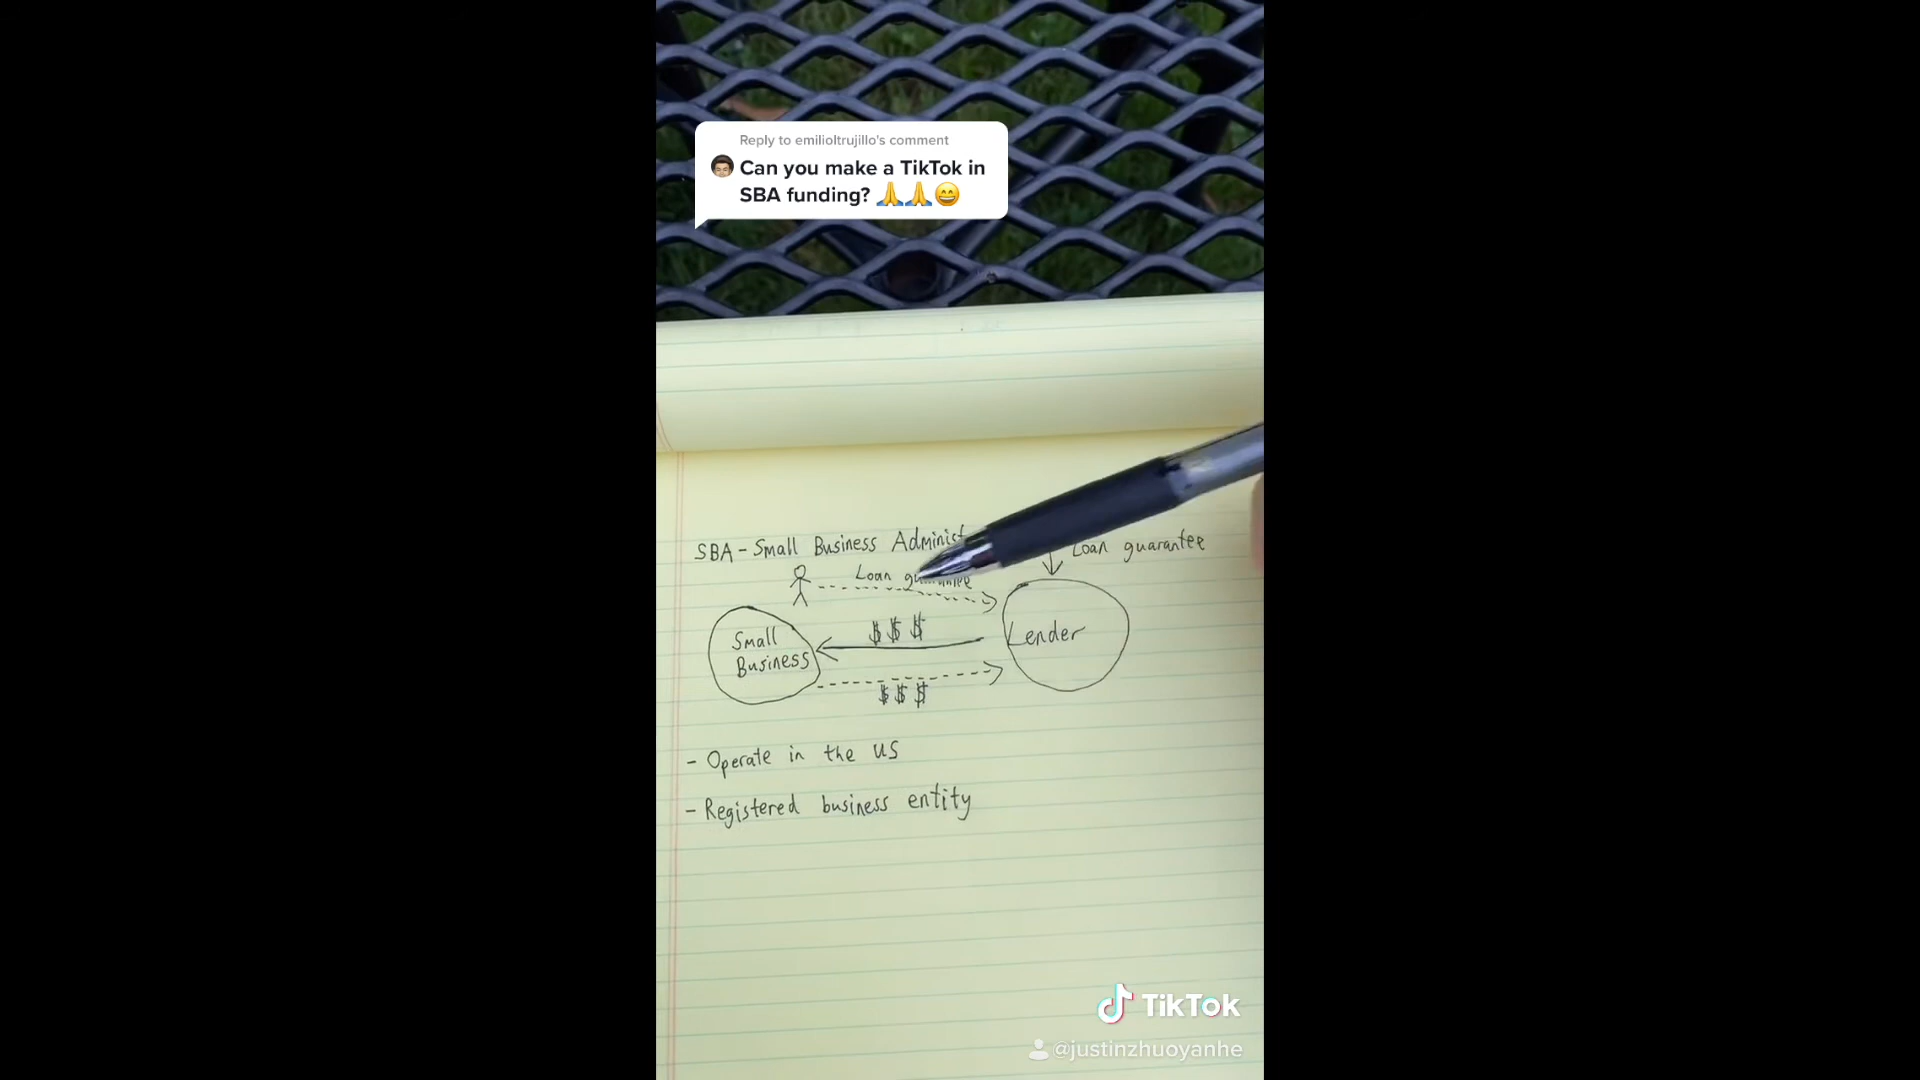 Reply to emilioltrujillo's comment
Can you make a TikTok in
SBA funding? 🙏🙏😄
SBA - Small Business Administ
Loan guarantee
Loan guarantee
$ $ $
Small
Business
Lender
$ $ $
- Operate in the US
- Registered business entity
TikTok
@justinzhuoyanhe